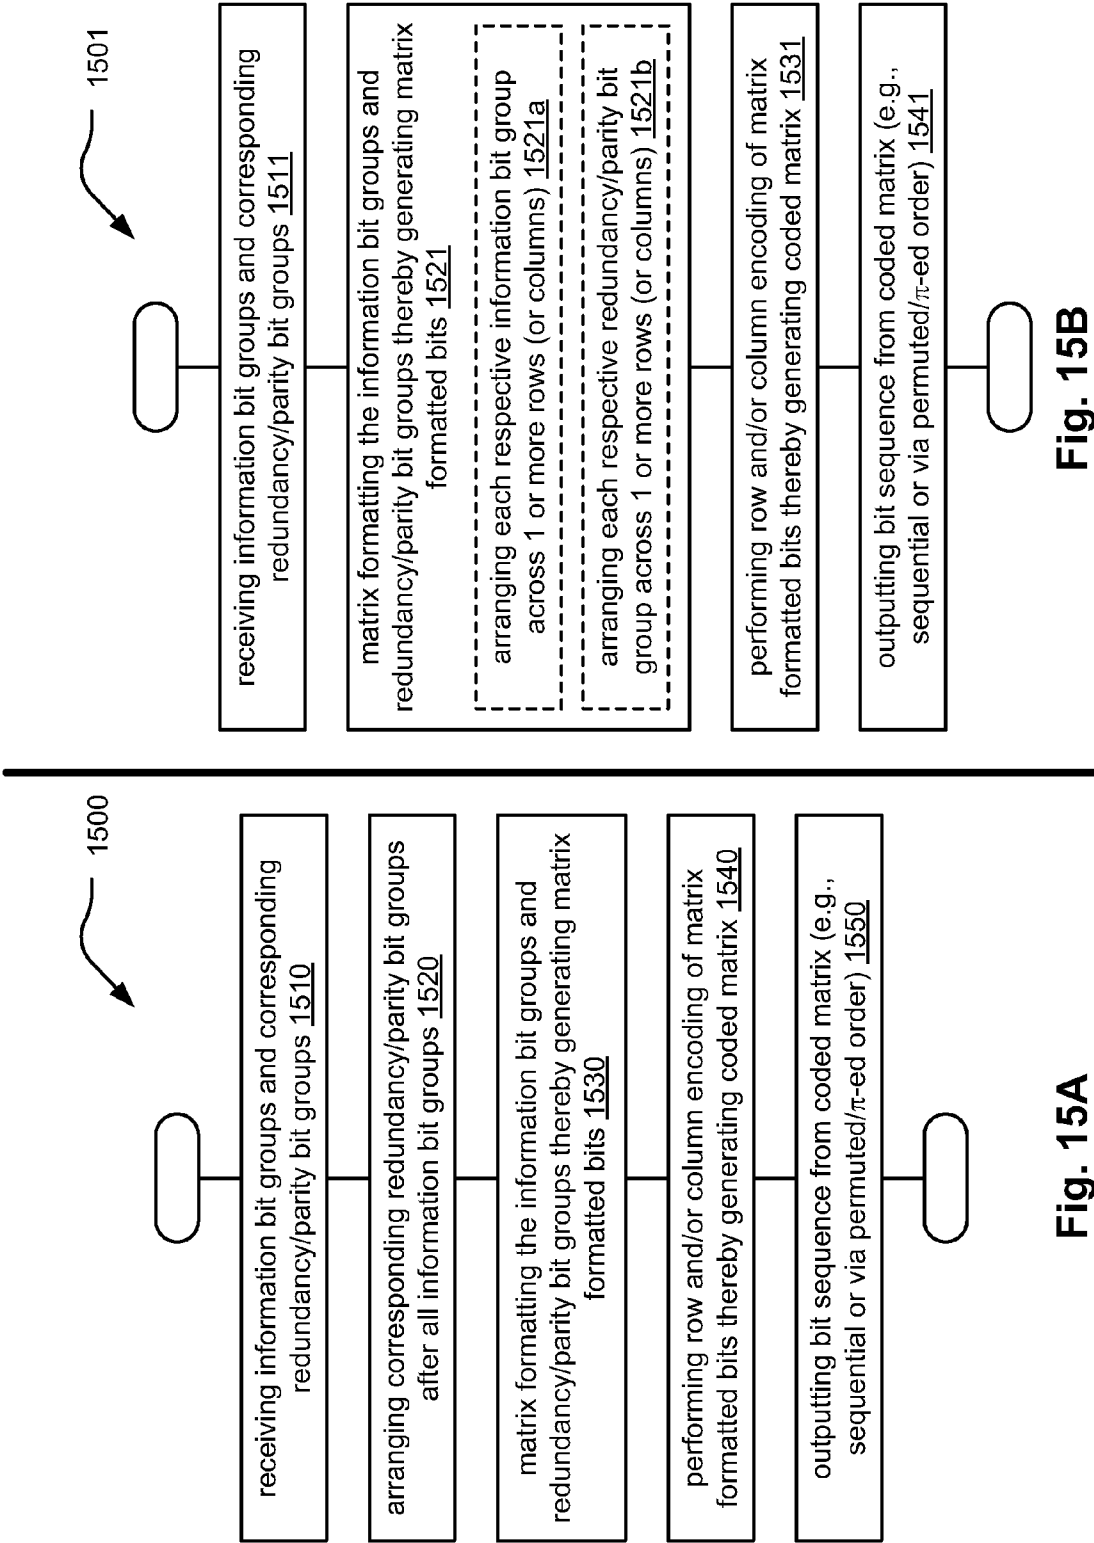 1500
receiving information bit groups and corresponding
redundancy/parity bit groups 1510
arranging corresponding redundancy/parity bit groups
after all information bit groups 1520
matrix formatting the information bit groups and
redundancy/parity bit groups thereby generating matrix
formatted bits 1530
performing row and/or column encoding of matrix
formatted bits thereby generating coded matrix 1540
outputting bit sequence from coded matrix (e.g.,
sequential or via permuted/π-ed order) 1550
Fig. 15A
1501
receiving information bit groups and corresponding
redundancy/parity bit groups 1511
matrix formatting the information bit groups and
redundancy/parity bit groups thereby generating matrix
formatted bits 1521
arranging each respective information bit group
across 1 or more rows (or columns) 1521a
arranging each respective redundancy/parity bit
group across 1 or more rows (or columns) 1521b
performing row and/or column encoding of matrix
formatted bits thereby generating coded matrix 1531
outputting bit sequence from coded matrix (e.g.,
sequential or via permuted/π-ed order) 1541
Fig. 15B